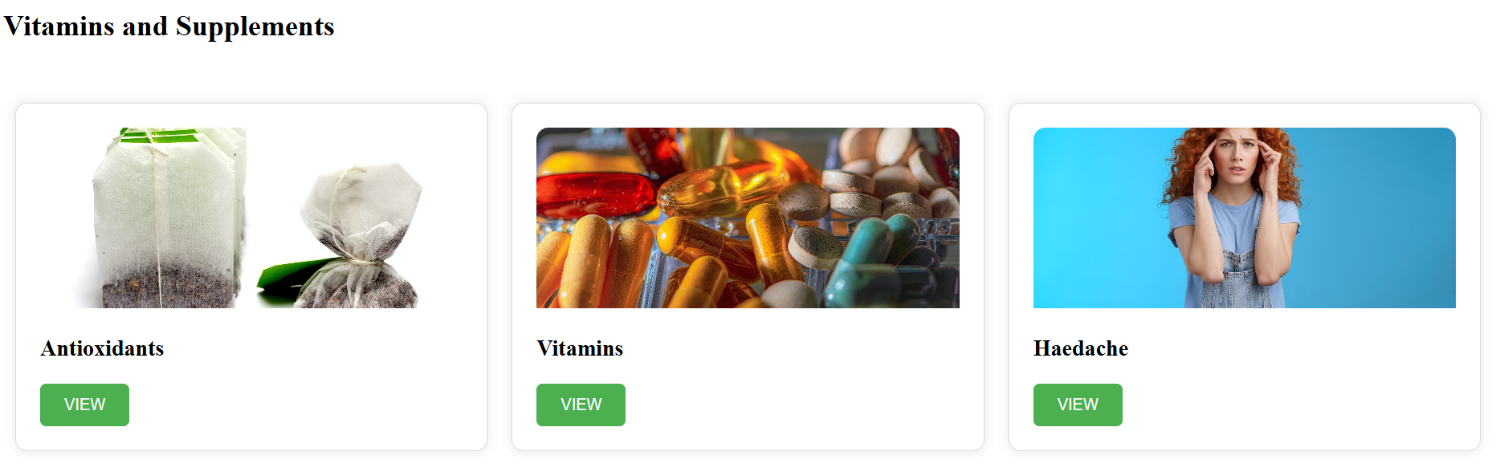 Vitamins and Supplements
Antioxidants
Vitamins
Haedache
VIEW
VIEW
VIEW